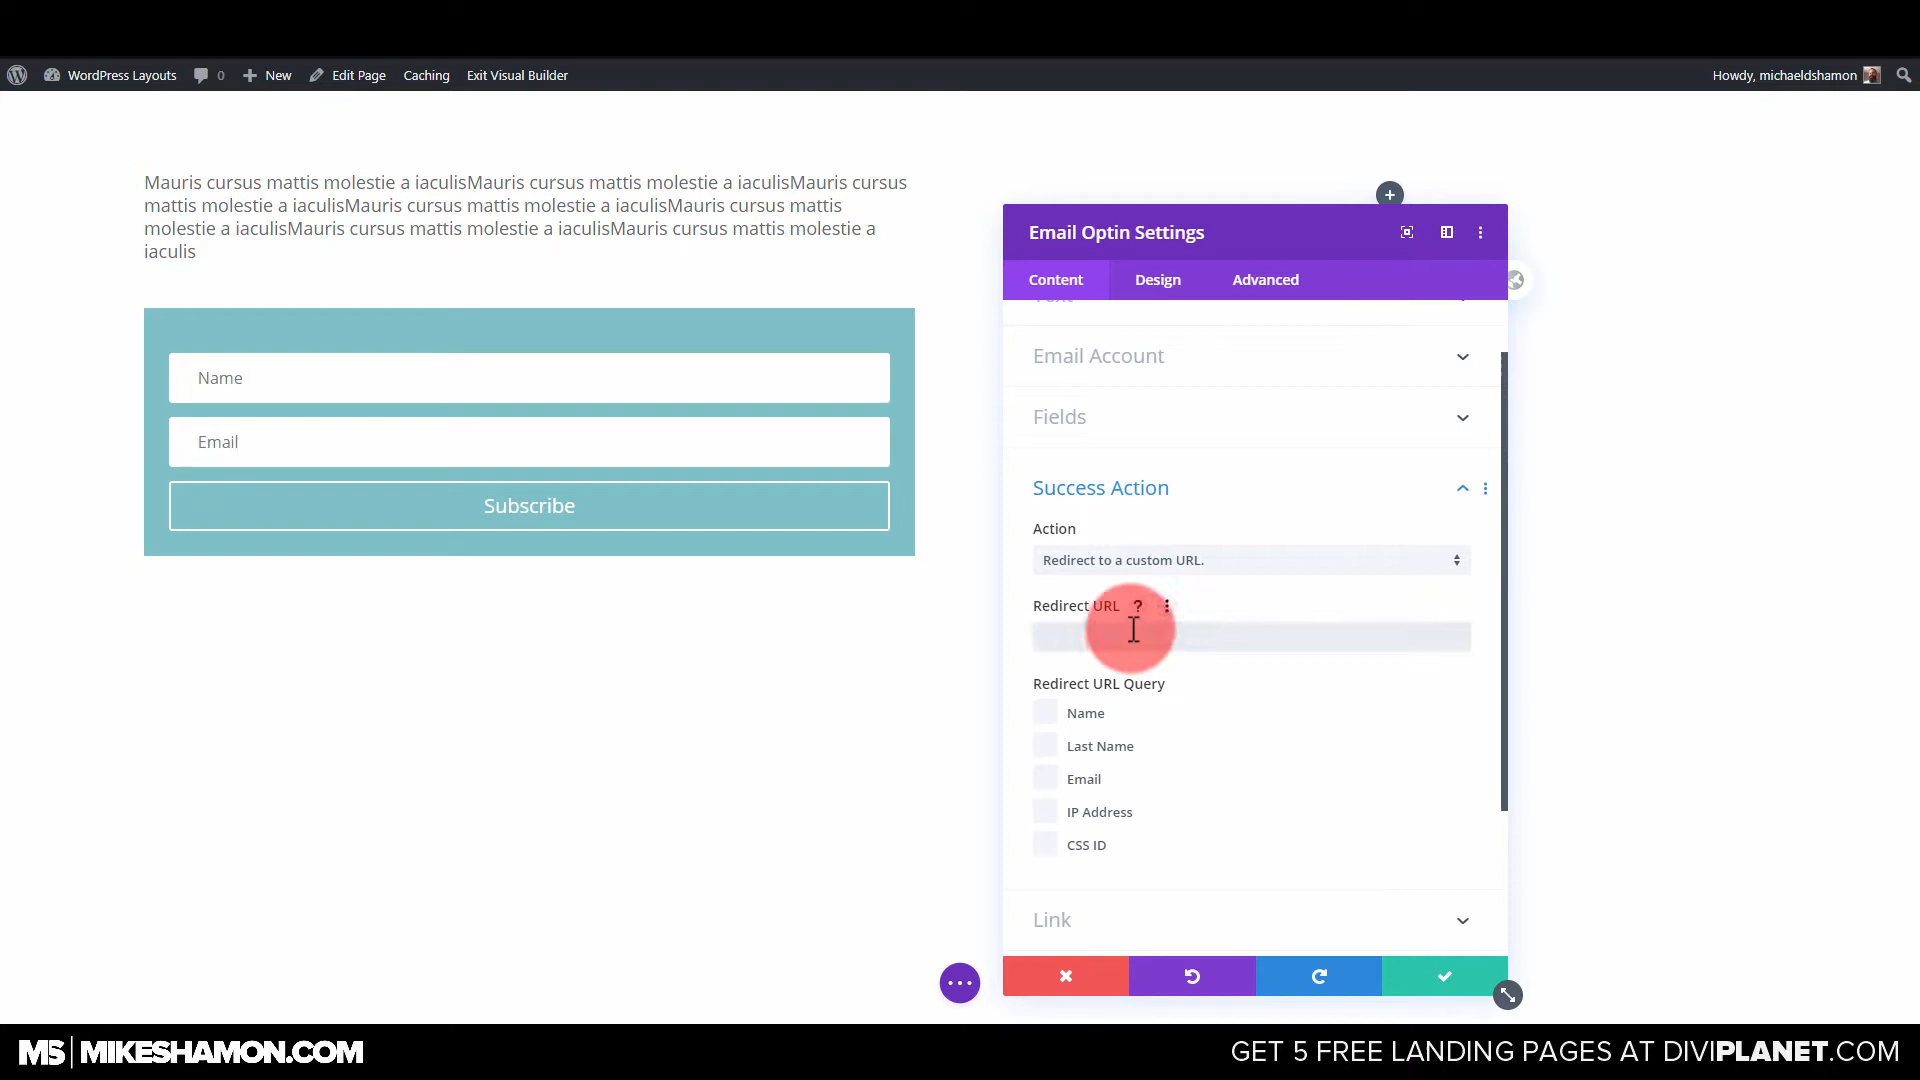 WordPress Layouts 0 New Edit Page Caching Exit Visual Builder Howdy, michaeldshamon
Mauris cursus mattis molestie a iaculisMauris cursus mattis molestie a iaculisMauris cursus
mattis molestie a iaculisMauris cursus mattis molestie a iaculisMauris cursus mattis
molestie a iaculisMauris cursus mattis molestie a iaculisMauris cursus mattis molestie a
iaculis
Name
Email
Subscribe
Email Optin Settings
Content Design Advanced
Text
Email Account
Fields
Success Action
Action
Redirect to a custom URL.
Redirect URL ?
Redirect URL Query
Name
Last Name
Email
IP Address
CSS ID
Link
MS MIKESHAMON.COM
GET 5 FREE LANDING PAGES AT DIVIPLANET.COM